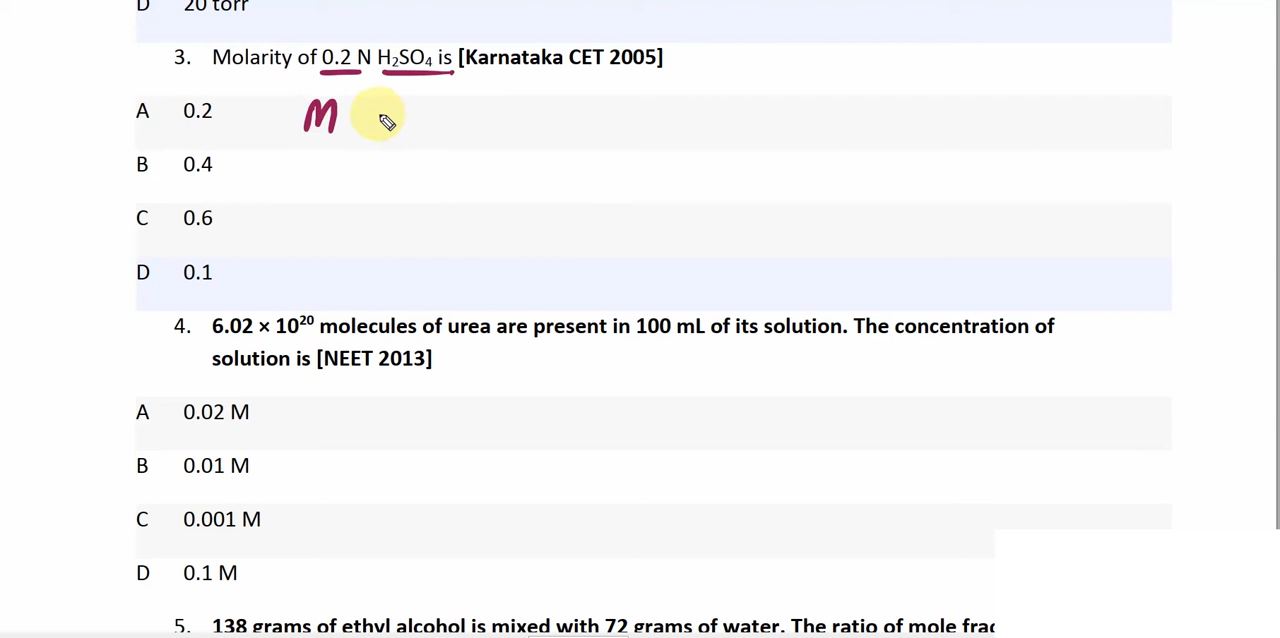 D 20 torr
3. Molarity of 0.2 N H₂SO₄ is [Karnataka CET 2005]
A 0.2
M
B 0.4
C 0.6
D 0.1
4. 6.02 × 10²⁰ molecules of urea are present in 100 mL of its solution. The concentration of
solution is [NEET 2013]
A 0.02 M
B 0.01 M
C 0.001 M
D 0.1 M
5. 138 grams of ethyl alcohol is mixed with 72 grams of water. The ratio of mole frac